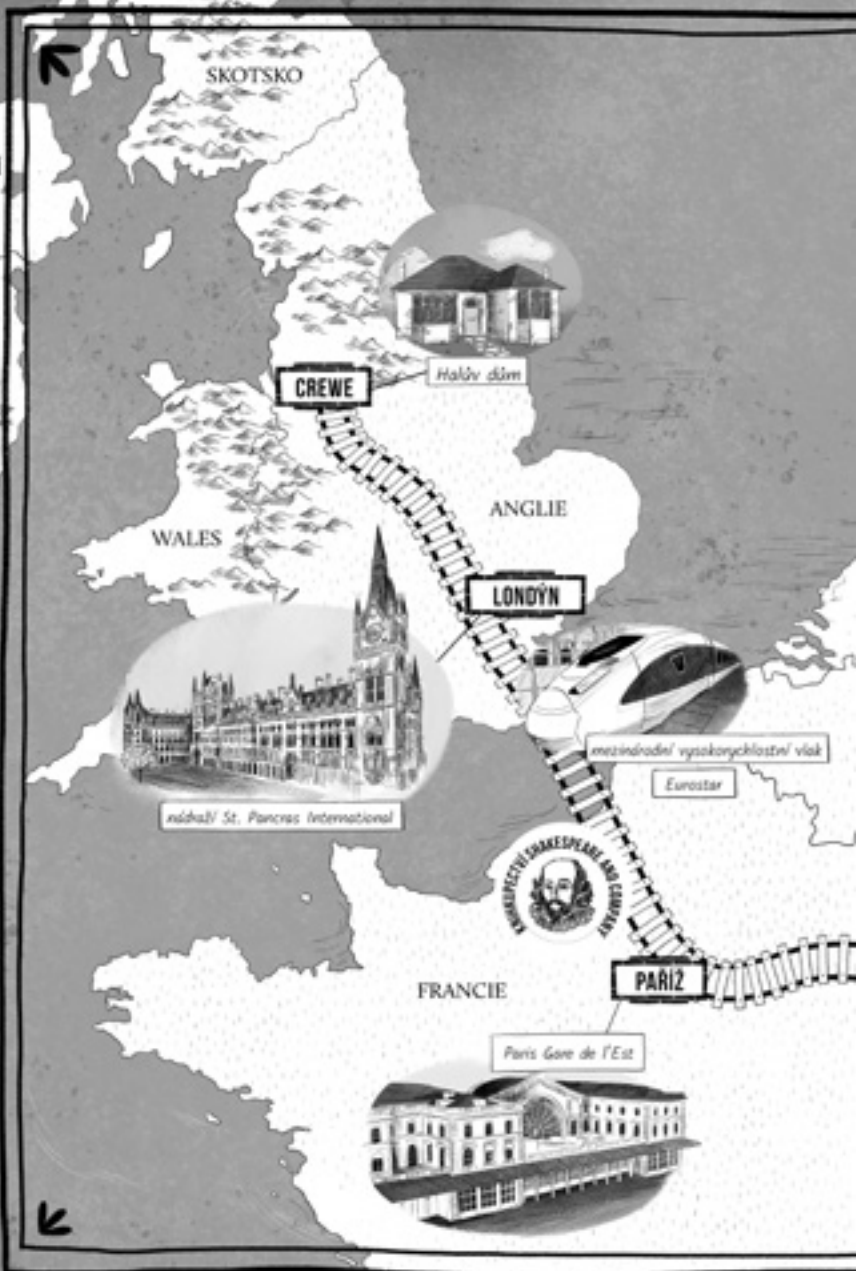 SKOTSKO
Halův dům
CREWE
ANGLIE
WALES
LONDÝN
mezinárodní vysokorychlostní vlak
Eurostar
nádraží St. Pancras International
KNIHKUPECTVÍ SHAKESPEARE AND COMPANY
PAŘÍŽ
FRANCIE
Paris Gare de l'Est